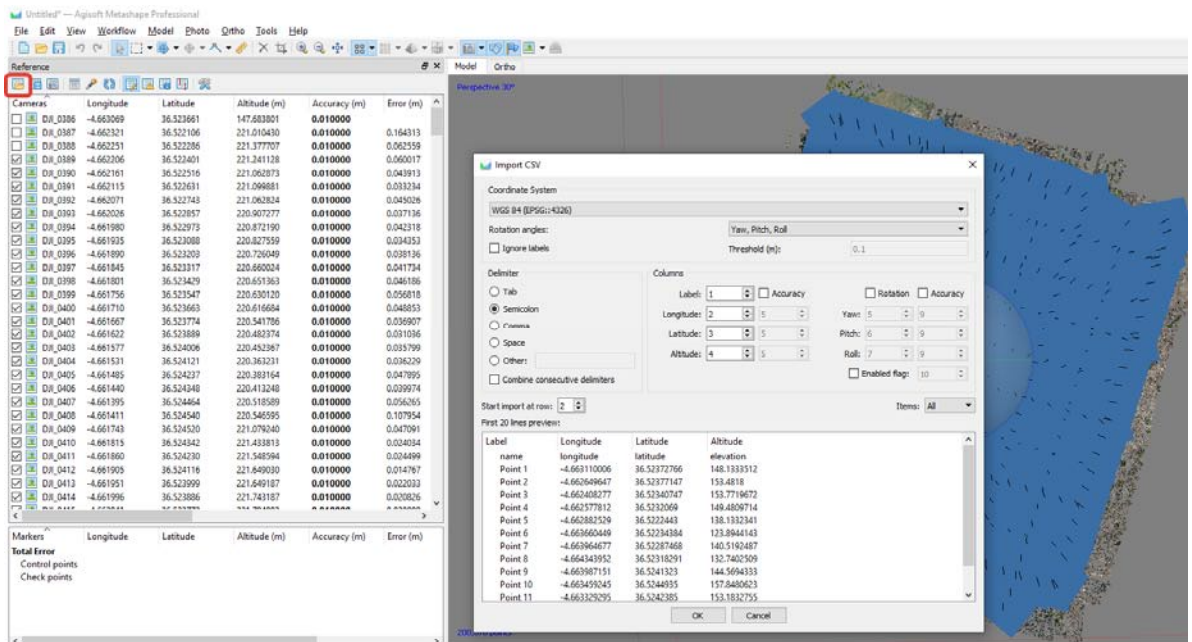 Untitled* — Agisoft Metashape Professional
File Edit View Workflow Model Photo Ortho Tools Help
Reference
Model Ortho
Perspective 30°
Cameras Longitude Latitude Altitude (m) Accuracy (m) Error (m)
DJI_0386 -4.663069 36.523661 147.683801 0.010000
DJI_0387 -4.662321 36.522106 221.010430 0.010000 0.164313
DJI_0388 -4.662251 36.522286 221.377707 0.010000 0.062559
DJI_0389 -4.662206 36.522401 221.241128 0.010000 0.060017
DJI_0390 -4.662161 36.522516 221.062873 0.010000 0.043913
DJI_0391 -4.662115 36.522631 221.099881 0.010000 0.033234
DJI_0392 -4.662071 36.522743 221.062824 0.010000 0.045026
DJI_0393 -4.662026 36.522857 220.907277 0.010000 0.037136
DJI_0394 -4.661980 36.522973 220.872190 0.010000 0.042318
DJI_0395 -4.661935 36.523088 220.827559 0.010000 0.034353
DJI_0396 -4.661890 36.523203 220.726049 0.010000 0.038136
DJI_0397 -4.661845 36.523317 220.660024 0.010000 0.041734
DJI_0398 -4.661801 36.523429 220.651363 0.010000 0.046186
DJI_0399 -4.661756 36.523547 220.630120 0.010000 0.056818
DJI_0400 -4.661710 36.523663 220.616684 0.010000 0.048853
DJI_0401 -4.661667 36.523774 220.541786 0.010000 0.036907
DJI_0402 -4.661622 36.523889 220.482374 0.010000 0.031036
DJI_0403 -4.661577 36.524006 220.452367 0.010000 0.035799
DJI_0404 -4.661531 36.524121 220.363231 0.010000 0.036229
DJI_0405 -4.661485 36.524237 220.383164 0.010000 0.047895
DJI_0406 -4.661440 36.524348 220.413248 0.010000 0.039974
DJI_0407 -4.661395 36.524464 220.518589 0.010000 0.056265
DJI_0408 -4.661411 36.524540 220.546595 0.010000 0.107954
DJI_0409 -4.661743 36.524520 221.079240 0.010000 0.047091
DJI_0410 -4.661815 36.524342 221.433813 0.010000 0.024034
DJI_0411 -4.661860 36.524230 221.548594 0.010000 0.024499
DJI_0412 -4.661905 36.524116 221.649030 0.010000 0.014767
DJI_0413 -4.661951 36.523999 221.649187 0.010000 0.022033
DJI_0414 -4.661996 36.523886 221.743187 0.010000 0.020826
Markers Longitude Latitude Altitude (m) Accuracy (m) Error (m)
Total Error
Control points
Check points
Import CSV
Coordinate System
WGS 84 (EPSG::4326)
Rotation angles: Yaw, Pitch, Roll
Ignore labels Threshold (m): 0.1
Delimiter Columns
Tab Label: 1 Accuracy Rotation Accuracy
Semicolon Longitude: 2 5 Yaw: 5 9
Comma Latitude: 3 5 Pitch: 6 9
Space Altitude: 4 5 Roll: 7 9
Other: Enabled flag: 10
Combine consecutive delimiters
Start import at row: 2 Items: All
First 20 lines preview:
Label Longitude Latitude Altitude
name longitude latitude elevation
Point 1 -4.663110006 36.52372766 148.1333512
Point 2 -4.662649647 36.52377147 153.4818
Point 3 -4.662408277 36.52340747 153.7719672
Point 4 -4.662577812 36.5232069 149.4809714
Point 5 -4.662882529 36.5222443 138.1332341
Point 6 -4.663660449 36.52234384 123.8944143
Point 7 -4.663964677 36.52287468 140.5192487
Point 8 -4.664343952 36.52318291 132.7402509
Point 9 -4.663987151 36.5241323 144.5694333
Point 10 -4.663459245 36.5244935 157.8480623
Point 11 -4.663329295 36.5242385 153.1832755
OK Cancel